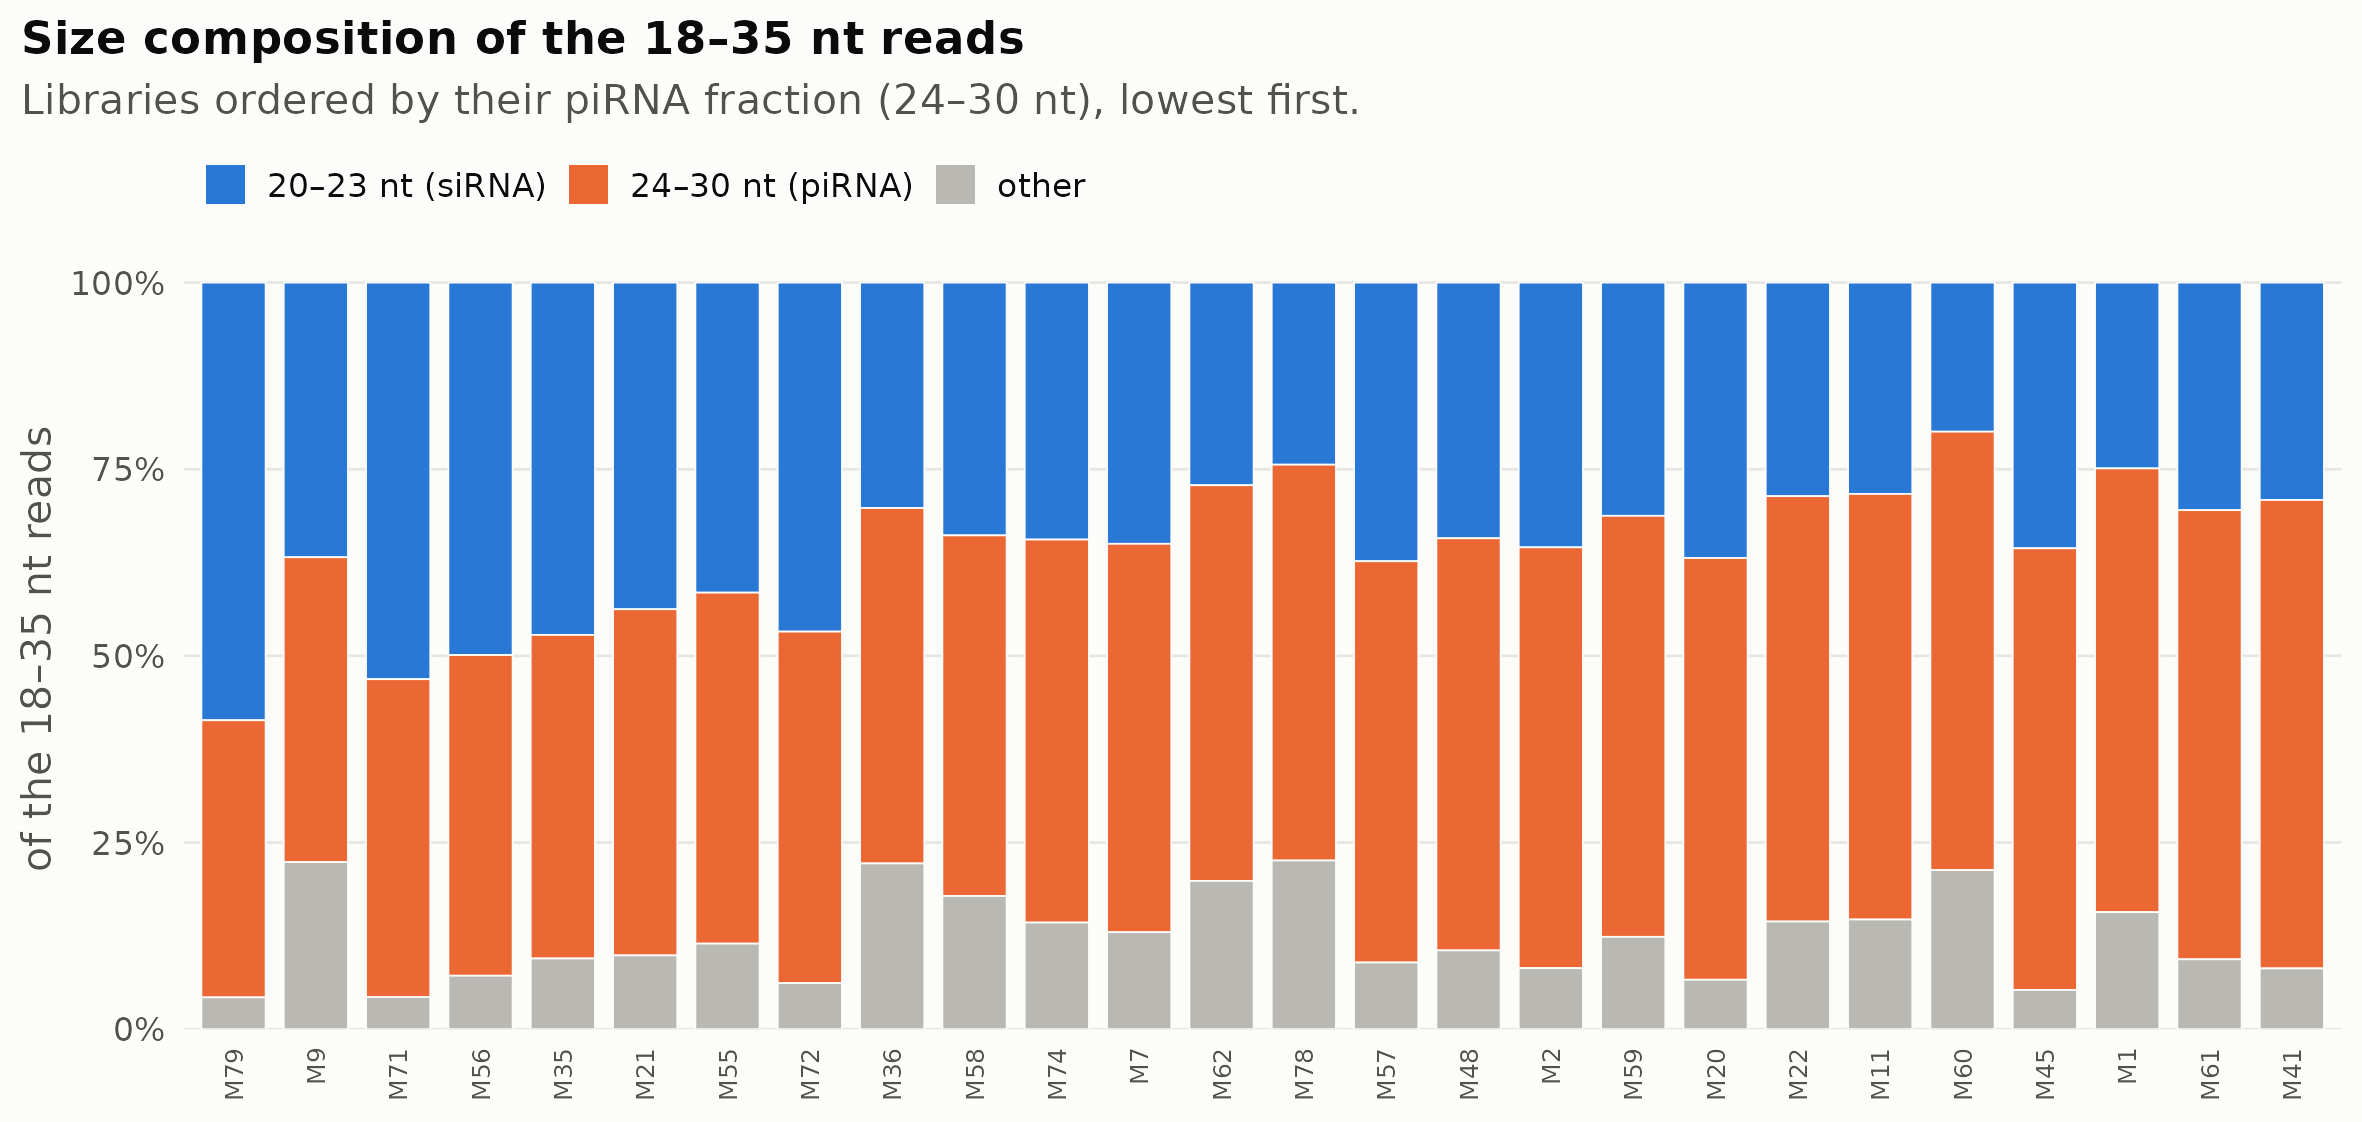 Size composition of the 18–35 nt reads
Libraries ordered by their piRNA fraction (24–30 nt), lowest first.
20–23 nt (siRNA) 24–30 nt (piRNA) other
of the 18–35 nt reads
100%
75%
50%
25%
0%
M79 M9 M71 M56 M35 M21 M55 M72 M36 M58 M74 M7 M62 M78 M57 M48 M2 M59 M20 M22 M11 M60 M45 M1 M61 M41